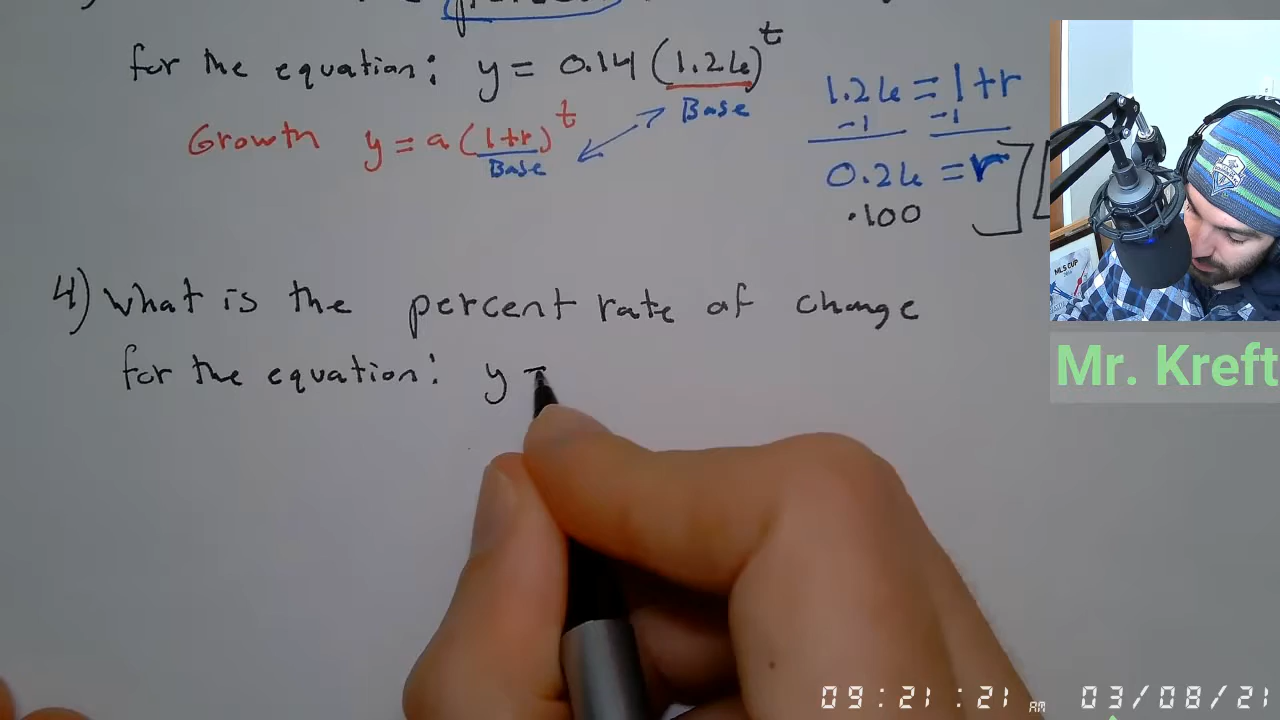 for the equation: y = 0.14 (1.26)^t
Base
Growth y = a(1+r)^t
Base
1.26 = 1+r
-1 -1
0.26 = r
.100
4) What is the percent rate of change
for the equation: y =
MLS CUP
Mr. Kreft
09:21:21 AM 03/08/21